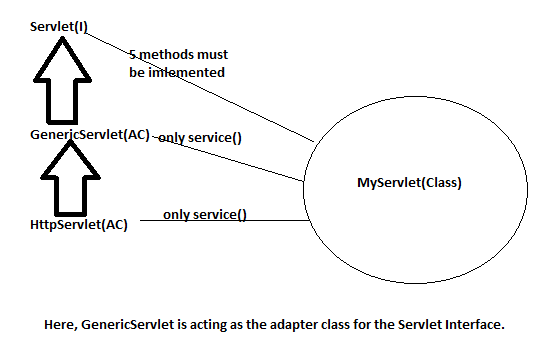 Servlet(I)
5 methods must
be imlemented
GenericServlet(AC)
only service()
MyServlet(Class)
HttpServlet(AC)
only service()
Here, GenericServlet is acting as the adapter class for the Servlet Interface.